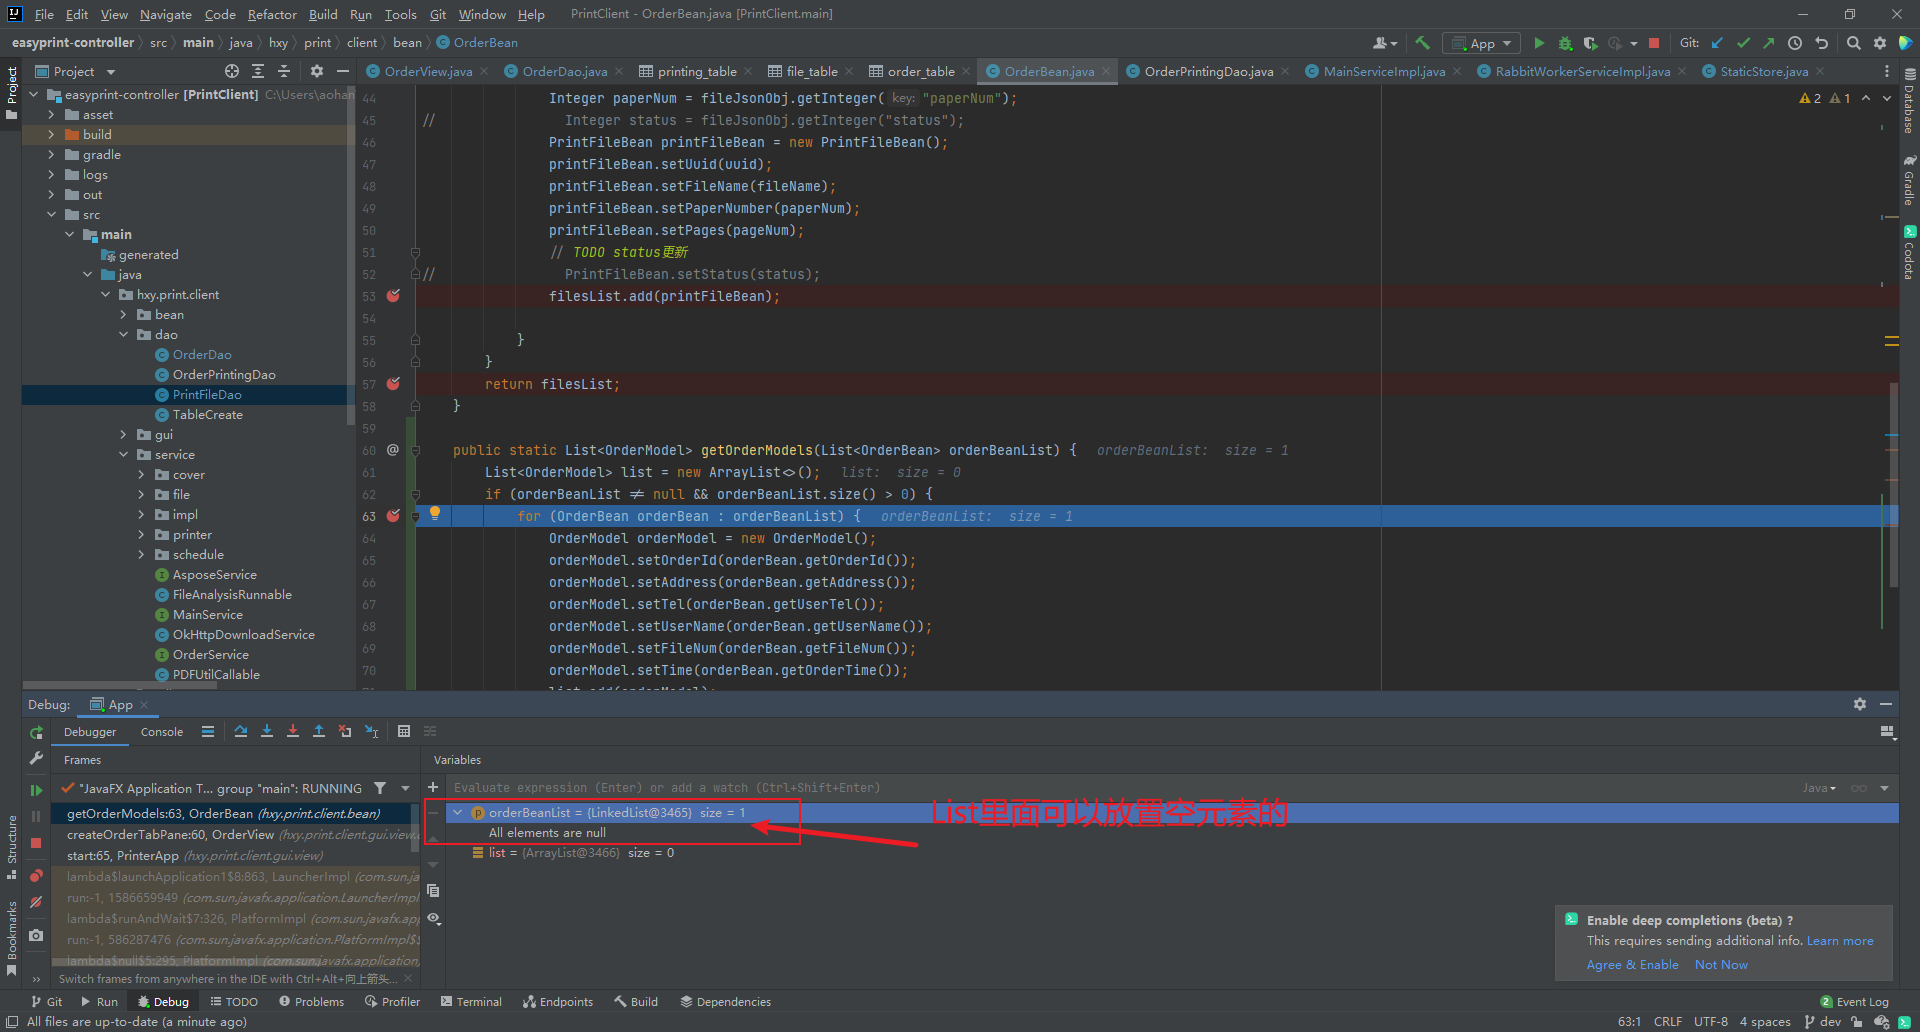 File Edit View Navigate Code Refactor Build Run Tools Git Window Help PrintClient - OrderBean.java [PrintClient.main]
easyprint-controller src main java hxy print client bean OrderBean App Git:
Project OrderView.java OrderDao.java printing_table file_table order_table OrderBean.java OrderPrintingDao.java MainServiceImpl.java RabbitWorkerServiceImpl.java StaticStore.java
Project
easyprint-controller [PrintClient] C:\Users\aohan
asset
build
gradle
logs
out
src
main
generated
java
hxy.print.client
bean
dao
OrderDao
OrderPrintingDao
PrintFileDao
TableCreate
gui
service
cover
file
impl
printer
schedule
AsposeService
FileAnalysisRunnable
MainService
OkHttpDownloadService
OrderService
PDFUtilCallable
2 1
44 Integer paperNum = fileJsonObj.getInteger( key: "paperNum");
45 // Integer status = fileJsonObj.getInteger("status");
46 PrintFileBean printFileBean = new PrintFileBean();
47 printFileBean.setUuid(uuid);
48 printFileBean.setFileName(fileName);
49 printFileBean.setPaperNumber(paperNum);
50 printFileBean.setPages(pageNum);
51 // TODO status更新
52 // PrintFileBean.setStatus(status);
53 filesList.add(printFileBean);
54
55 }
56 }
57 return filesList;
58 }
59
60 @ public static List<OrderModel> getOrderModels(List<OrderBean> orderBeanList) { orderBeanList: size = 1
61 List<OrderModel> list = new ArrayList<>(); list: size = 0
62 if (orderBeanList ≠ null && orderBeanList.size() > 0) {
63 for (OrderBean orderBean : orderBeanList) { orderBeanList: size = 1
64 OrderModel orderModel = new OrderModel();
65 orderModel.setOrderId(orderBean.getOrderId());
66 orderModel.setAddress(orderBean.getAddress());
67 orderModel.setTel(orderBean.getUserTel());
68 orderModel.setUserName(orderBean.getUserName());
69 orderModel.setFileNum(orderBean.getFileNum());
70 orderModel.setTime(orderBean.getOrderTime());
Database
Gradle
Codota
Debug: App
Debugger Console
Frames Variables
"JavaFX Application T... group "main": RUNNING
getOrderModels:63, OrderBean (hxy.print.client.bean)
createOrderTabPane:60, OrderView (hxy.print.client.gui.view
start:65, PrinterApp (hxy.print.client.gui.view)
lambda$launchApplication1$8:863, LauncherImpl (com.sun.ja
run:-1, 1586659949 (com.sun.javafx.application.LauncherImpl
lambda$runAndWait$7:326, PlatformImpl (com.sun.javafx.ap
run:-1, 586287476 (com.sun.javafx.application.PlatformImpl$
lambda$null$5:295, PlatformImpl (com.sun.javafx.application
Switch frames from anywhere in the IDE with Ctrl+Alt+向上箭头...
Evaluate expression (Enter) or add a watch (Ctrl+Shift+Enter) Java
orderBeanList = {LinkedList@3465} size = 1
All elements are null
list = {ArrayList@3466} size = 0
List里面可以放置空元素的
Structure
Bookmarks
Enable deep completions (beta) ?
This requires sending additional info. Learn more
Agree & Enable Not Now
Git Run Debug TODO Problems Profiler Terminal Endpoints Build Dependencies 2 Event Log
All files are up-to-date (a minute ago) 63:1 CRLF UTF-8 4 spaces dev